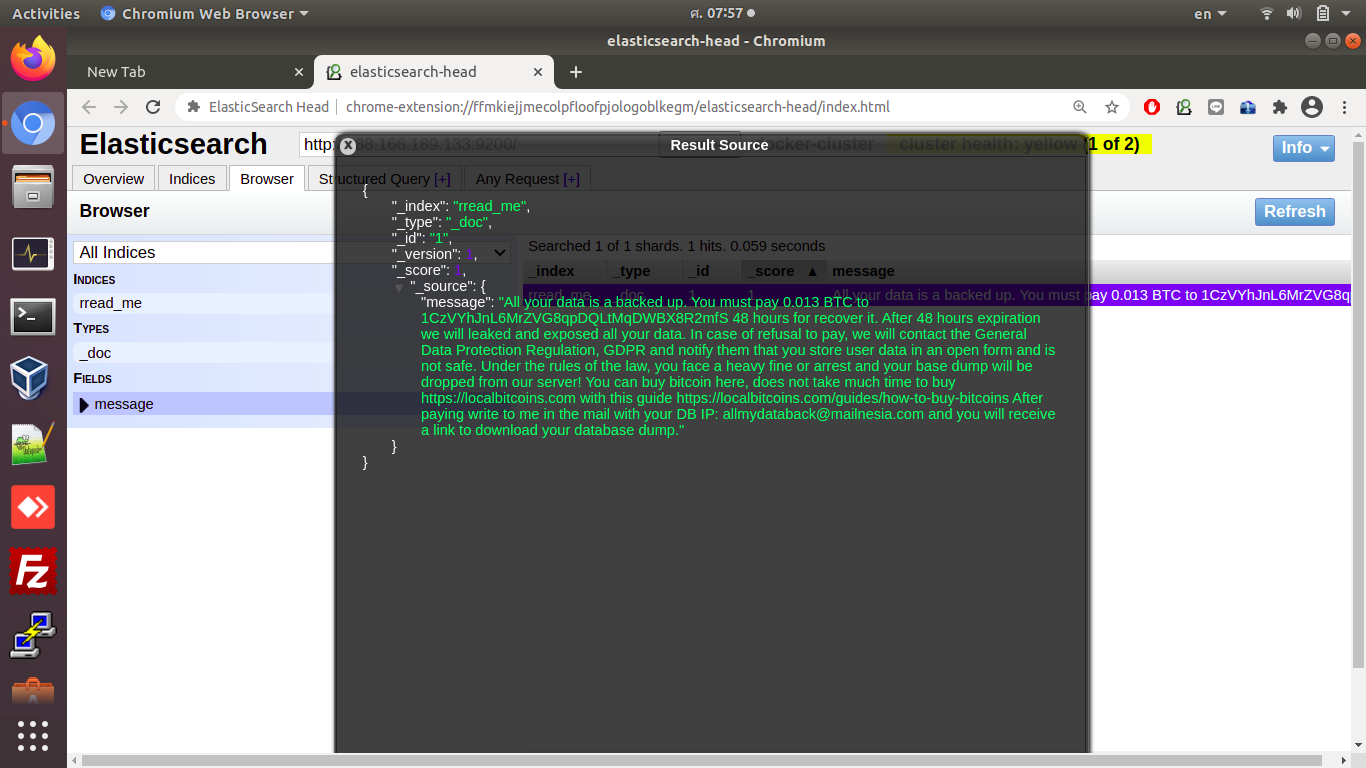 Activities Chromium Web Browser ศ. 07:57 en
elasticsearch-head - Chromium
New Tab elasticsearch-head
ElasticSearch Head chrome-extension://ffmkiejjmecolpfloofpjologoblkegm/elasticsearch-head/index.html
Elasticsearch Result Source cluster health: yellow (1 of 2) Info
Overview Indices Browser Structured Query [+] Any Request [+]
Browser Refresh
All Indices Searched 1 of 1 shards. 1 hits. 0.059 seconds
_index _type _id _score ▲ message
INDICES
rread_me
TYPES
_doc
FIELDS
message
{
"_index": "rread_me",
"_type": "_doc",
"_id": "1",
"_version": 1,
"_score": 1,
"_source": {
"message": "All your data is a backed up. You must pay 0.013 BTC to
1CzVYhJnL6MrZVG8qpDQLtMqDWBX8R2mfS 48 hours for recover it. After 48 hours expiration
we will leaked and exposed all your data. In case of refusal to pay, we will contact the General
Data Protection Regulation, GDPR and notify them that you store user data in an open form and is
not safe. Under the rules of the law, you face a heavy fine or arrest and your base dump will be
dropped from our server! You can buy bitcoin here, does not take much time to buy
https://localbitcoins.com with this guide https://localbitcoins.com/guides/how-to-buy-bitcoins After
paying write to me in the mail with your DB IP: allmydataback@mailnesia.com and you will receive
a link to download your database dump."
}
}
rread_me _doc 1 1 All your data is a backed up. You must pay 0.013 BTC to 1CzVYhJnL6MrZVG8q